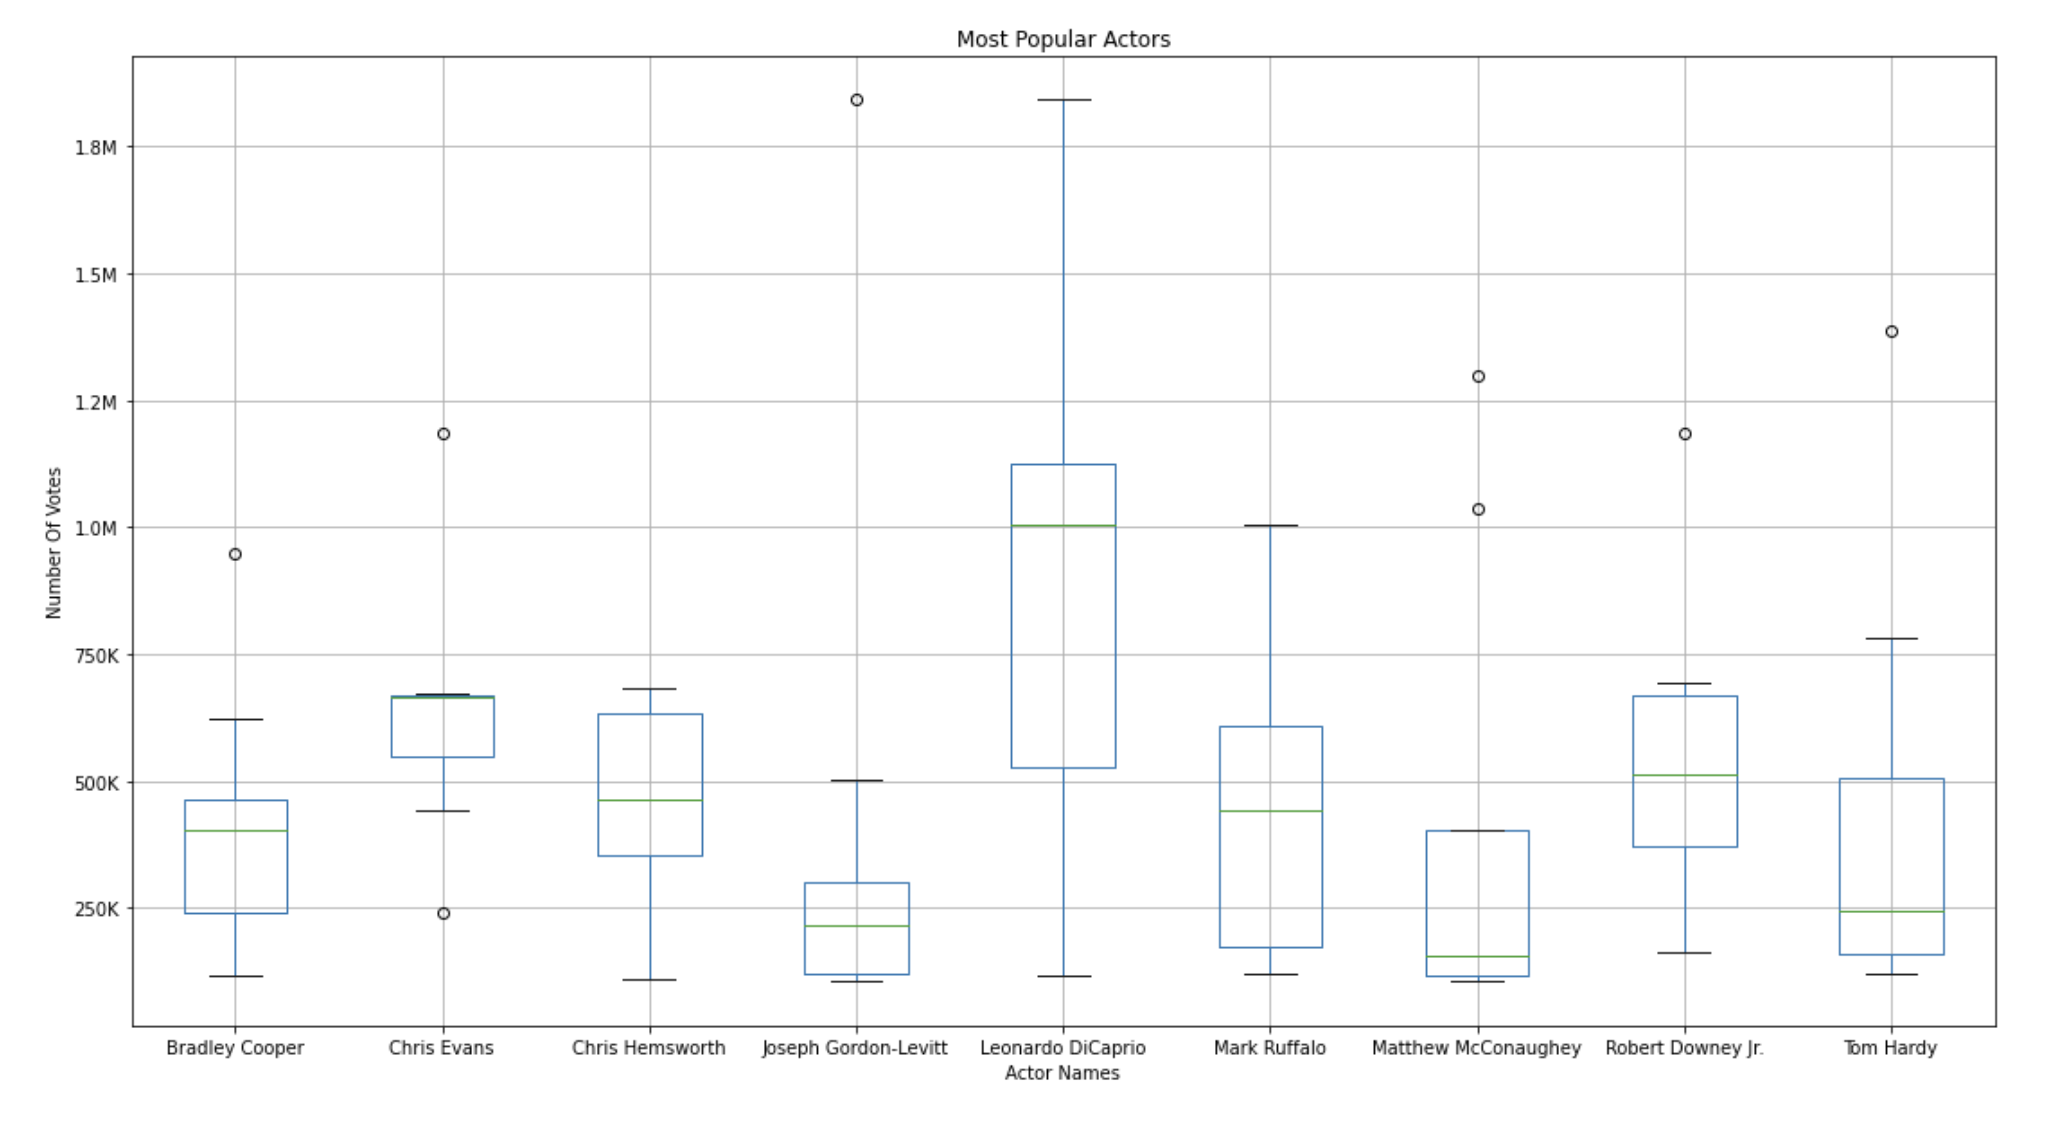 Most Popular Actors
1.8M
1.5M
1.2M
1.0M
750K
500K
250K
Number Of Votes
Bradley Cooper Chris Evans Chris Hemsworth Joseph Gordon-Levitt Leonardo DiCaprio Mark Ruffalo Matthew McConaughey Robert Downey Jr. Tom Hardy
Actor Names